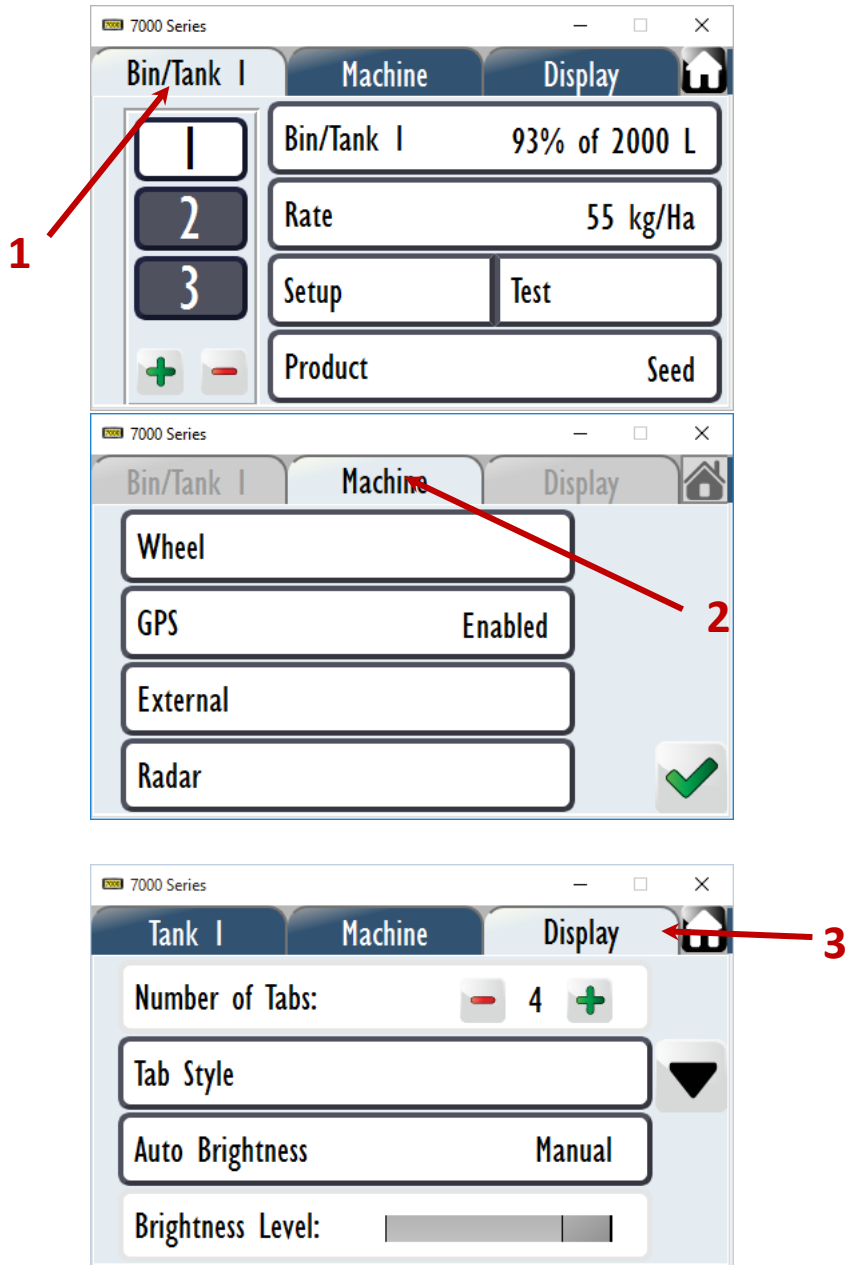 7000 Series
Bin/Tank 1 Machine Display
1 Bin/Tank 1 93% of 2000 L
2 Rate 55 kg/Ha
1
3 Setup Test
Product Seed
7000 Series
Bin/Tank 1 Machine Display
Wheel
GPS Enabled
2
External
Radar
7000 Series
Tank 1 Machine Display
3
Number of Tabs: 4
Tab Style
Auto Brightness Manual
Brightness Level: